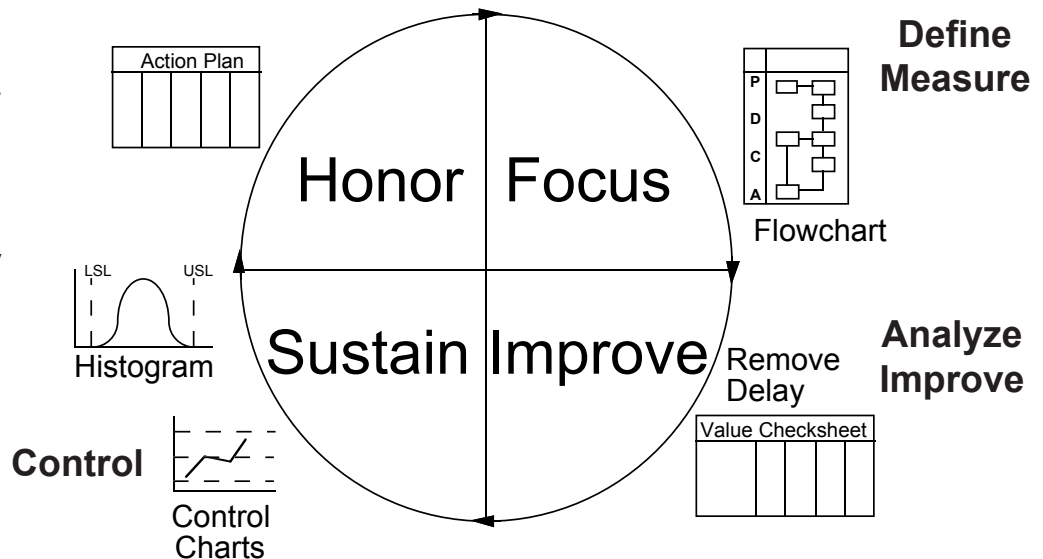 Define
Measure
Action Plan
P
D
C
A
Honor Focus
Flowchart
LSL USL
Histogram
Sustain Improve
Remove
Delay
Analyze
Improve
Value Checksheet
Control
Control
Charts